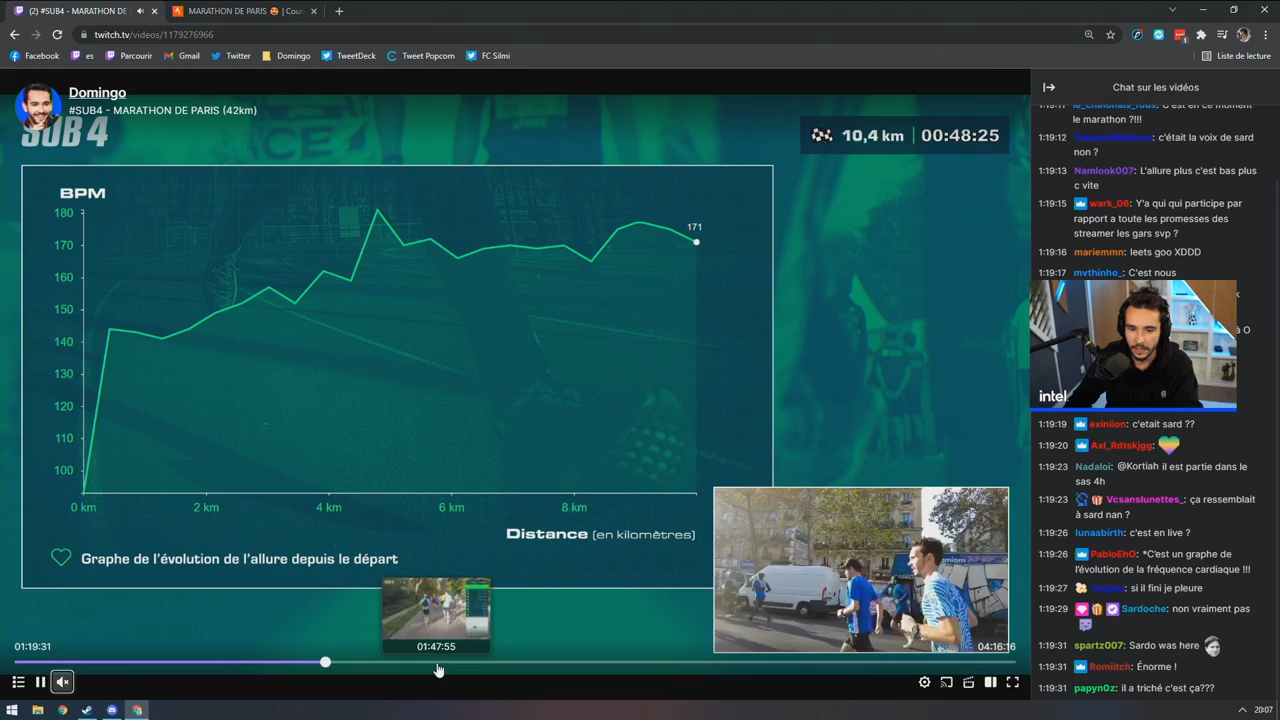 (2) #SUB4 - MARATHON DE
MARATHON DE PARIS 🤩 | Cour
twitch.tv/videos/1179276966
Facebook
es
Parcourir
Gmail
Twitter
Domingo
TweetDeck
Tweet Popcorn
FC Silmi
Liste de lecture
Domingo
#SUB4 - MARATHON DE PARIS (42km)
SUB4
10,4 km | 00:48:25
BPM
180
170
160
150
140
130
120
110
100
171
0 km
2 km
4 km
6 km
8 km
Distance (en kilomètres)
Graphe de l'évolution de l'allure depuis le départ
01:47:55
01:19:31
04:16:16
Chat sur les vidéos
le marathon ?!!!
1:19:12
: c'était la voix de sard
non ?
1:19:13 Namlook007: L'allure plus c'est bas plus
c vite
1:19:15 wark_06: Y'a qui qui participe par
rapport a toute les promesses des
streamer les gars svp ?
1:19:16 mariemmn: leets goo XDDD
1:19:17 mvthinho_: C'est nous
intel.
1:19:19 exiniion: c'etait sard ??
1:19:20 Axl_Rdtskjgg:
1:19:23 Nadaloi: @Kortiah il est partie dans le
sas 4h
1:19:23 Vcsanslunettes_: ça ressemblait
à sard nan ?
1:19:26 lunaabirth: c'est en live ?
1:19:26 PabloEhO: *C'est un graphe de
l'évolution de la fréquence cardiaque !!!
1:19:27 : si il fini je pleure
1:19:29 Sardoche: non vraiment pas
1:19:31 spartz007: Sardo was here
1:19:31 Romiitch: Énorme !
1:19:31 papyn0z: il a triché c'est ça???
20:07